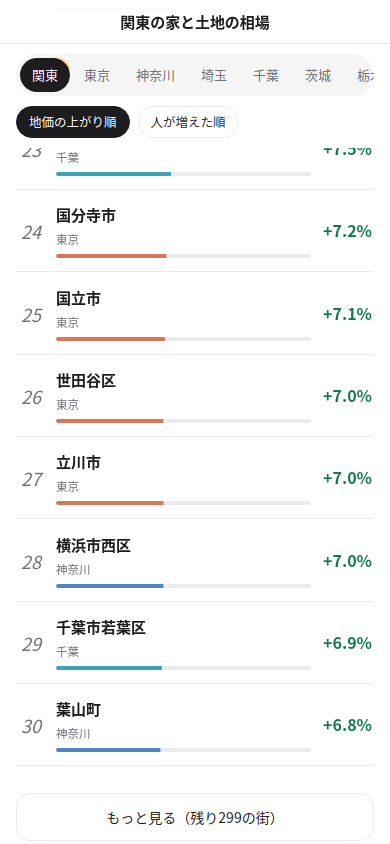 関東の家と土地の相場
関東 東京 神奈川 埼玉 千葉 茨城
地価の上がり順 人が増えた順
23 千葉 +7.5%
24 国分寺市 +7.2%
東京
25 国立市 +7.1%
東京
26 世田谷区 +7.0%
東京
27 立川市 +7.0%
東京
28 横浜市西区 +7.0%
神奈川
29 千葉市若葉区 +6.9%
千葉
30 葉山町 +6.8%
神奈川
もっと見る（残り299の街）